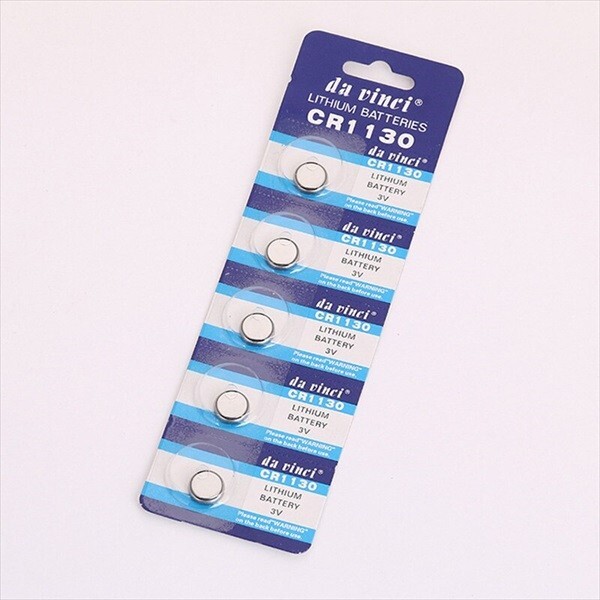 da vinci®
LITHIUM BATTERIES
CR1130
da vinci®
CR1130
LITHIUM
BATTERY
3V
Please read "WARNING"
on the back before use.
da vinci®
CR1130
LITHIUM
BATTERY
3V
Please read "WARNING"
on the back before use.
da vinci®
CR1130
LITHIUM
BATTERY
3V
Please read "WARNING"
on the back before use.
da vinci®
CR1130
LITHIUM
BATTERY
3V
Please read "WARNING"
on the back before use.
da vinci®
CR1130
LITHIUM
BATTERY
3V
Please read "WARNING"
on the back before use.